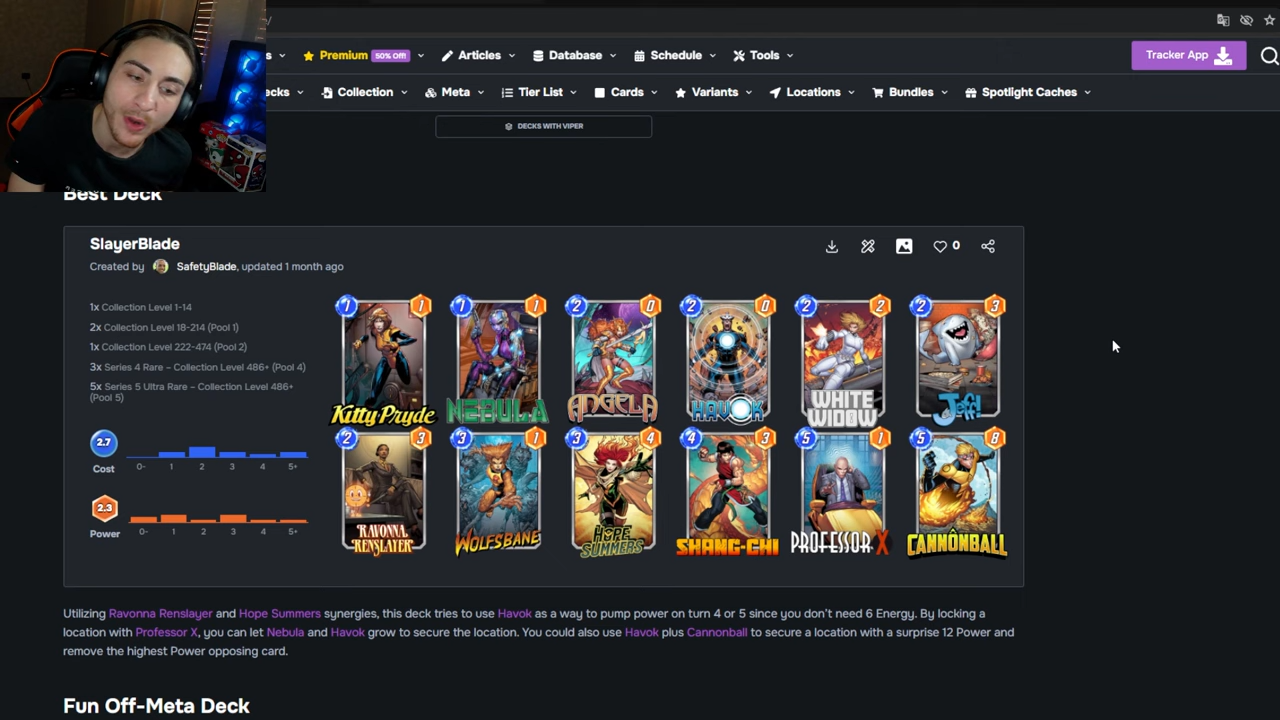 /
s Premium 50% Off! Articles Database Schedule Tools Tracker App
ecks Collection Meta Tier List Cards Variants Locations Bundles Spotlight Caches
DECKS WITH VIPER
Best Deck
SlayerBlade
0
Created by SafetyBlade, updated 1 month ago
1x Collection Level 1-14
2x Collection Level 18-214 (Pool 1)
1x Collection Level 222-474 (Pool 2)
3x Series 4 Rare – Collection Level 486+ (Pool 4)
5x Series 5 Ultra Rare – Collection Level 486+
(Pool 5)
2.7
Cost
0- 1 2 3 4 5+
2.3
Power
0- 1 2 3 4 5+
1 1 1 1 2 0 2 0 2 2 2 3
Kitty Pryde NEBULA ANGELA HAVOK WHITE WIDOW Jeff!
2 3 3 1 3 4 4 3 5 1 5 8
RAVONNA RENSLAYER WOLFSBANE HOPE SUMMERS SHANG-CHI PROFESSOR X CANNONBALL
Utilizing Ravonna Renslayer and Hope Summers synergies, this deck tries to use Havok as a way to pump power on turn 4 or 5 since you don't need 6 Energy. By locking a
location with Professor X, you can let Nebula and Havok grow to secure the location. You could also use Havok plus Cannonball to secure a location with a surprise 12 Power and
remove the highest Power opposing card.
Fun Off-Meta Deck